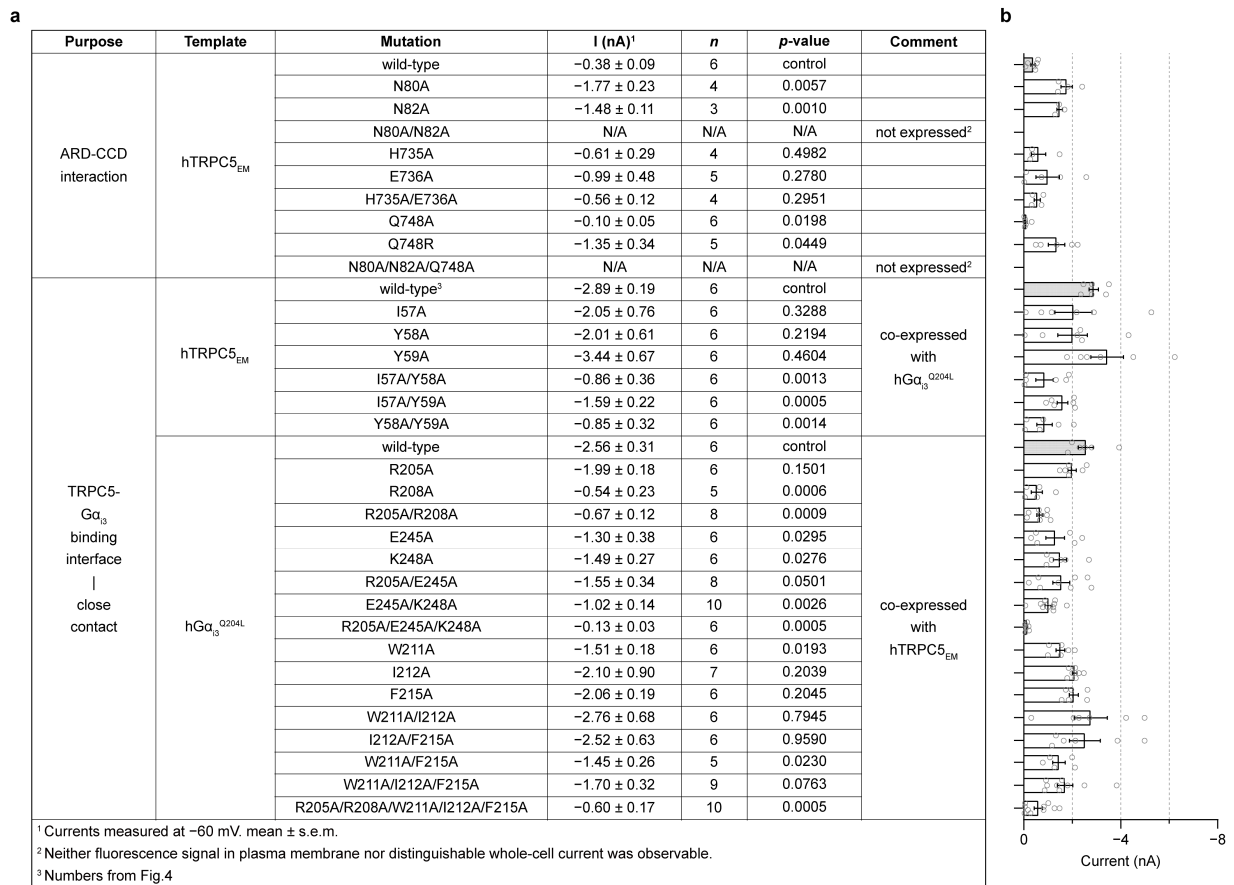 a
b
Purpose Template Mutation I (nA)¹ n p-value Comment
ARD-CCD
interaction
hTRPC5EM
wild-type −0.38 ± 0.09 6 control
N80A −1.77 ± 0.23 4 0.0057
N82A −1.48 ± 0.11 3 0.0010
N80A/N82A N/A N/A N/A not expressed²
H735A −0.61 ± 0.29 4 0.4982
E736A −0.99 ± 0.48 5 0.2780
H735A/E736A −0.56 ± 0.12 4 0.2951
Q748A −0.10 ± 0.05 6 0.0198
Q748R −1.35 ± 0.34 5 0.0449
N80A/N82A/Q748A N/A N/A N/A not expressed²
TRPC5-
Gαi3
binding
interface
|
close
contact
hTRPC5EM
wild-type³ −2.89 ± 0.19 6 control
I57A −2.05 ± 0.76 6 0.3288
Y58A −2.01 ± 0.61 6 0.2194
Y59A −3.44 ± 0.67 6 0.4604
I57A/Y58A −0.86 ± 0.36 6 0.0013
I57A/Y59A −1.59 ± 0.22 6 0.0005
Y58A/Y59A −0.85 ± 0.32 6 0.0014
co-expressed
with
hGαi3Q204L
hGαi3Q204L
wild-type −2.56 ± 0.31 6 control
R205A −1.99 ± 0.18 6 0.1501
R208A −0.54 ± 0.23 5 0.0006
R205A/R208A −0.67 ± 0.12 8 0.0009
E245A −1.30 ± 0.38 6 0.0295
K248A −1.49 ± 0.27 6 0.0276
R205A/E245A −1.55 ± 0.34 8 0.0501
E245A/K248A −1.02 ± 0.14 10 0.0026
R205A/E245A/K248A −0.13 ± 0.03 6 0.0005
W211A −1.51 ± 0.18 6 0.0193
I212A −2.10 ± 0.90 7 0.2039
F215A −2.06 ± 0.19 6 0.2045
W211A/I212A −2.76 ± 0.68 6 0.7945
I212A/F215A −2.52 ± 0.63 6 0.9590
W211A/F215A −1.45 ± 0.26 5 0.0230
W211A/I212A/F215A −1.70 ± 0.32 9 0.0763
R205A/R208A/W211A/I212A/F215A −0.60 ± 0.17 10 0.0005
co-expressed
with
hTRPC5EM
¹ Currents measured at −60 mV. mean ± s.e.m.
² Neither fluorescence signal in plasma membrane nor distinguishable whole-cell current was observable.
³ Numbers from Fig.4
0 −4 −8
Current (nA)